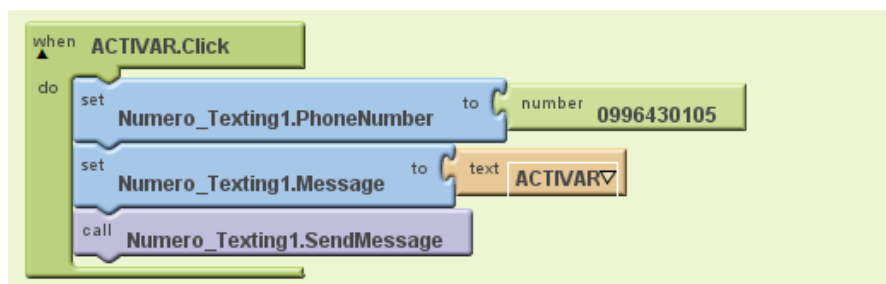 when ACTIVAR.Click
do
set Numero_Texting1.PhoneNumber to number 0996430105
set Numero_Texting1.Message to text ACTIVAR
call Numero_Texting1.SendMessage